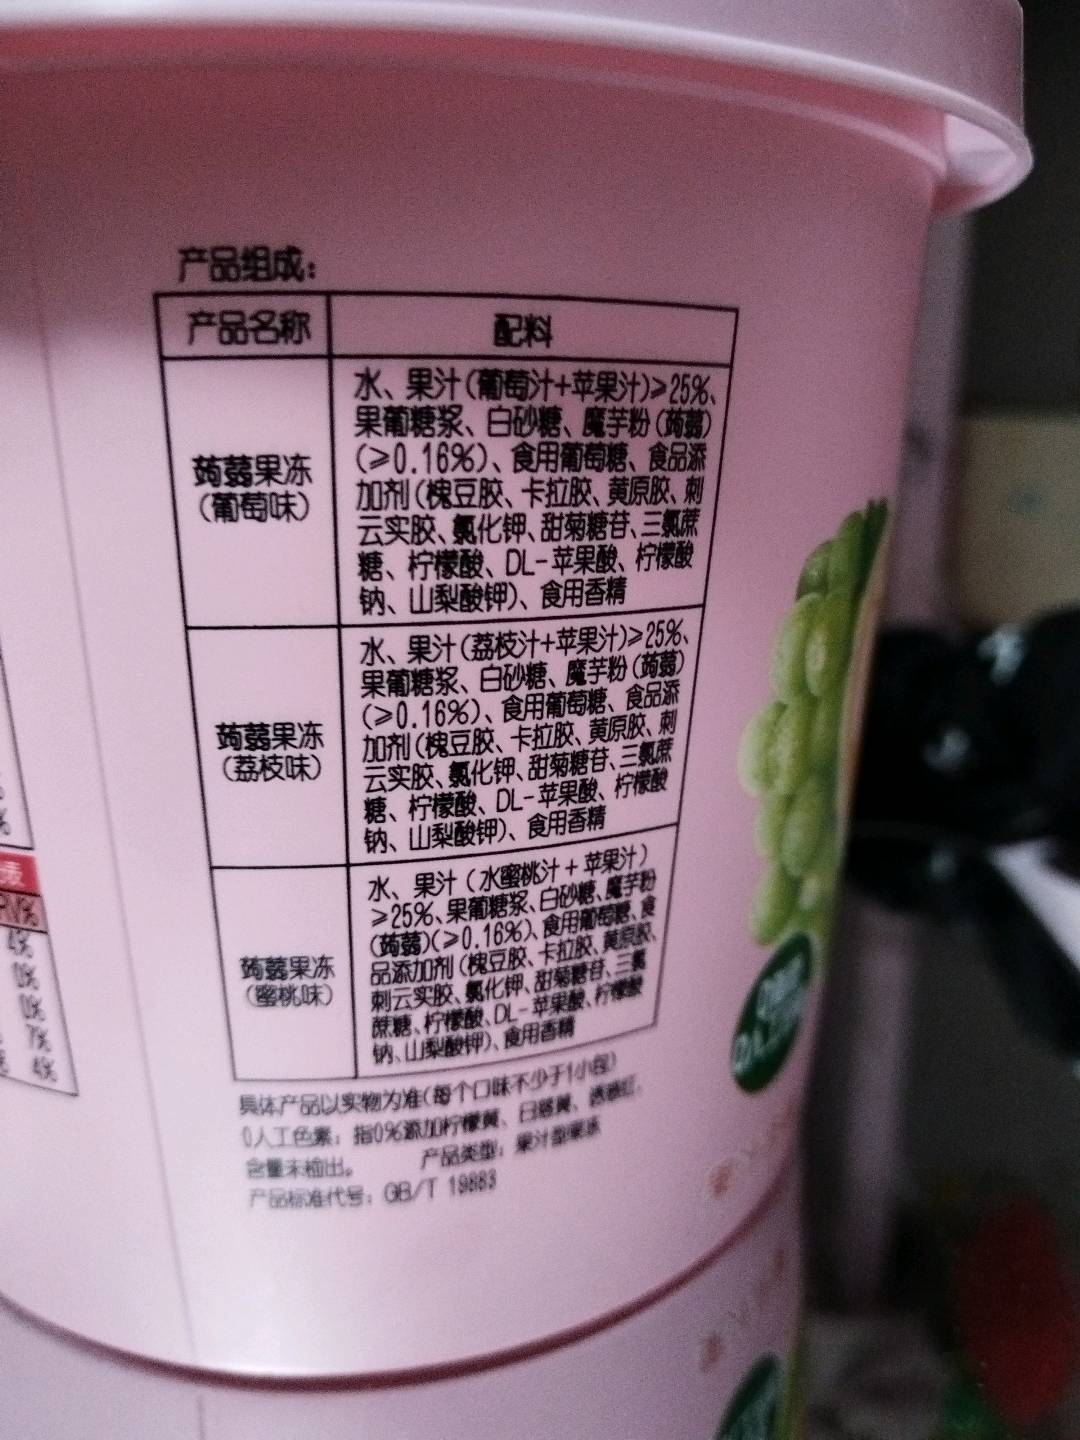 产品组成：
产品名称
配料
蒟蒻果冻
（葡萄味）
水、果汁（葡萄汁+苹果汁）≥25%、
果葡糖浆、白砂糖、魔芋粉（蒟蒻）
（≥0.16%）、食用葡萄糖、食品添
加剂（槐豆胶、卡拉胶、黄原胶、刺
云实胶、氯化钾、甜菊糖苷、三氯蔗
糖、柠檬酸、DL-苹果酸、柠檬酸
钠、山梨酸钾）、食用香精
蒟蒻果冻
（荔枝味）
水、果汁（荔枝汁+苹果汁）≥25%、
果葡糖浆、白砂糖、魔芋粉（蒟蒻）
（≥0.16%）、食用葡萄糖、食品添
加剂（槐豆胶、卡拉胶、黄原胶、刺
云实胶、氯化钾、甜菊糖苷、三氯蔗
糖、柠檬酸、DL-苹果酸、柠檬酸
钠、山梨酸钾）、食用香精
蒟蒻果冻
（蜜桃味）
水、果汁（水蜜桃汁+苹果汁）
≥25%、果葡糖浆、白砂糖、魔芋粉
（蒟蒻）（≥0.16%）、食用葡萄糖、食
品添加剂（槐豆胶、卡拉胶、黄原胶、
刺云实胶、氯化钾、甜菊糖苷、三氯
蔗糖、柠檬酸、DL-苹果酸、柠檬酸
钠、山梨酸钾）、食用香精
具体产品以实物为准（每个口味不少于1小包）
0人工色素：指0%添加柠檬黄、日落黄、诱惑红，
含量未检出。 产品类型：果汁型果冻
产品标准代号：GB/T 19883
表
RV%
4%
0%
0%
7%
4%